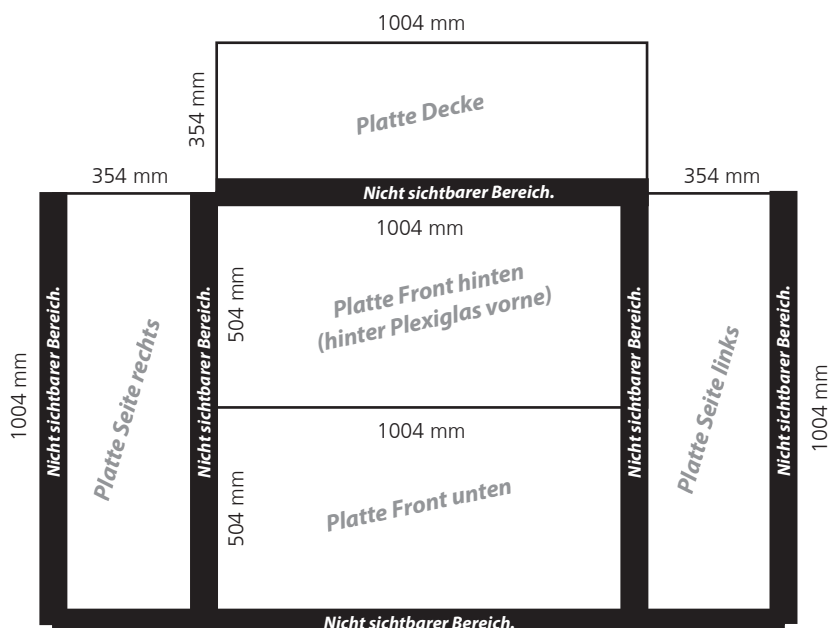 1004 mm
354 mm
Platte Decke
354 mm
354 mm
Nicht sichtbarer Bereich.
1004 mm
Platte Front hinten
(hinter Plexiglas vorne)
504 mm
Nicht sichtbarer Bereich.
Nicht sichtbarer Bereich.
Nicht sichtbarer Bereich.
Nicht sichtbarer Bereich.
1004 mm
Platte Seite rechts
Platte Seite links
1004 mm
1004 mm
504 mm
Platte Front unten
Nicht sichtbarer Bereich.